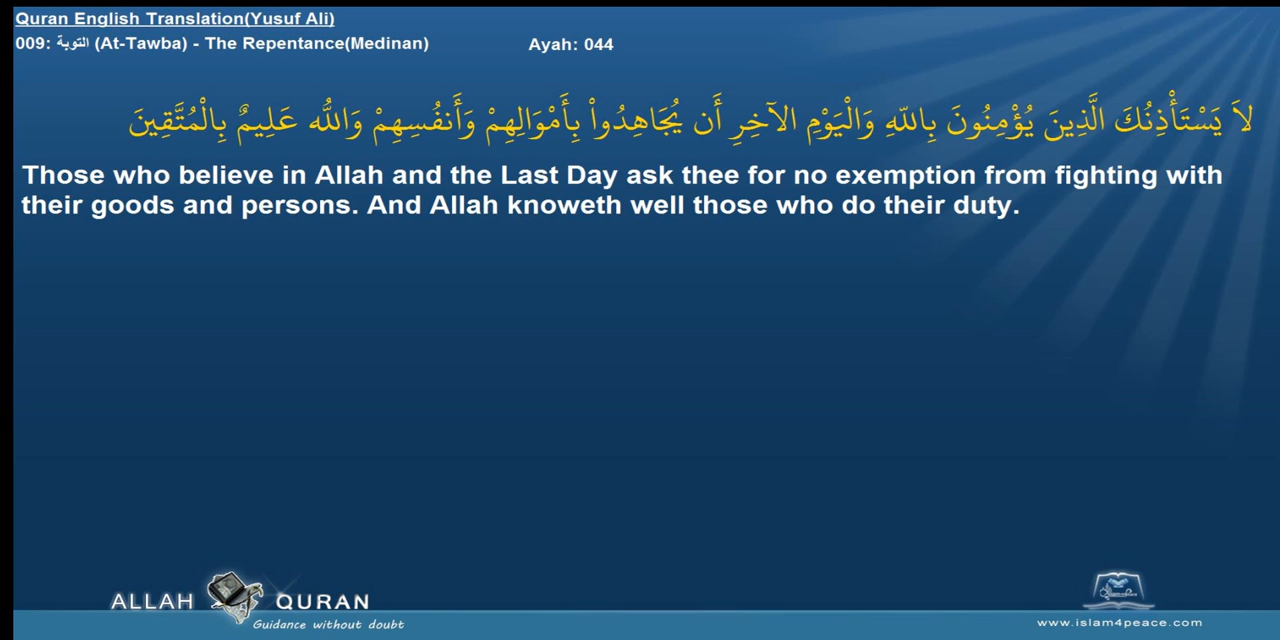 Quran English Translation(Yusuf Ali)
009: التوبة (At-Tawba) - The Repentance(Medinan) Ayah: 044
لاَ يَسْتَأْذِنُكَ الَّذِينَ يُؤْمِنُونَ بِاللّهِ وَالْيَوْمِ الآخِرِ أَن يُجَاهِدُواْ بِأَمْوَالِهِمْ وَأَنفُسِهِمْ وَاللّهُ عَلِيمٌ بِالْمُتَّقِينَ
Those who believe in Allah and the Last Day ask thee for no exemption from fighting with
their goods and persons. And Allah knoweth well those who do their duty.
ALLAH QURAN
Guidance without doubt
www.islam4peace.com